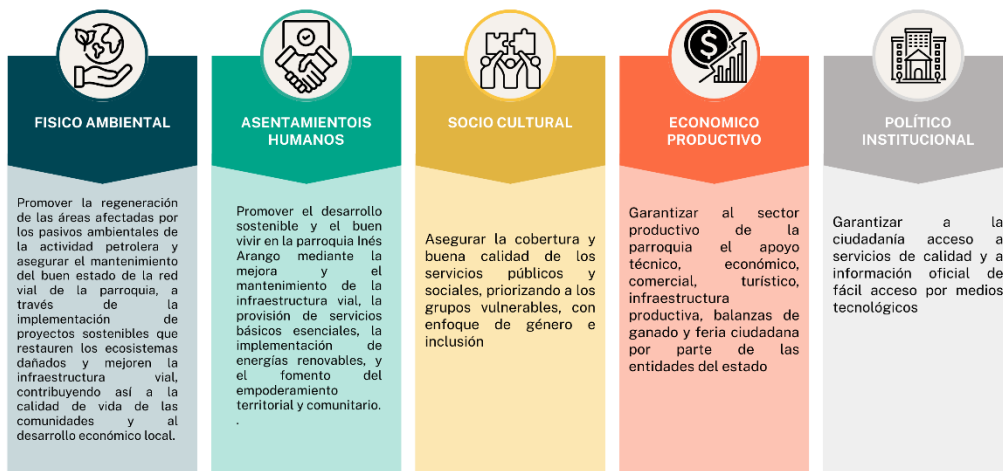 FISICO AMBIENTAL
Promover la regeneración
de las áreas afectadas por
los pasivos ambientales de
la actividad petrolera y
asegurar el mantenimiento
del buen estado de la red
vial de la parroquia, a
través de la
implementación de
proyectos sostenibles que
restauren los ecosistemas
dañados y mejoren la
infraestructura vial,
contribuyendo así a la
calidad de vida de las
comunidades y al
desarrollo económico local.
ASENTAMIENTOIS
HUMANOS
Promover el desarrollo
sostenible y el buen
vivir en la parroquia Inés
Arango mediante la
mejora y el
mantenimiento de la
infraestructura vial, la
provisión de servicios
básicos esenciales, la
implementación de
energías renovables, y
el fomento del
empoderamiento
territorial y comunitario.
.
SOCIO CULTURAL
Asegurar la cobertura y
buena calidad de los
servicios públicos y
sociales, priorizando a los
grupos vulnerables, con
enfoque de género e
inclusión
ECONOMICO
PRODUCTIVO
Garantizar al sector
productivo de la
parroquia el apoyo
técnico, económico,
comercial, turístico,
infraestructura
productiva, balanzas de
ganado y feria ciudadana
por parte de las
entidades del estado
POLÍTICO
INSTITUCIONAL
Garantizar a la
ciudadanía acceso a
servicios de calidad y a
información oficial de
fácil acceso por medios
tecnológicos